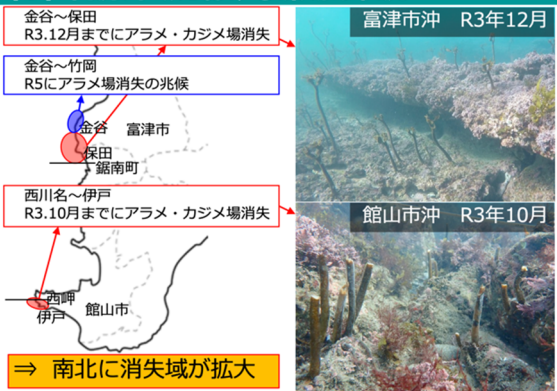 金谷～保田
R3.12月までにアラメ・カジメ場消失
金谷～竹岡
R5にアラメ場消失の兆候
金谷
富津市
保田
鋸南町
西川名～伊戸
R3.10月までにアラメ・カジメ場消失
西岬
伊戸
館山市
⇒ 南北に消失域が拡大
富津市沖 R3年12月
館山市沖 R3年10月